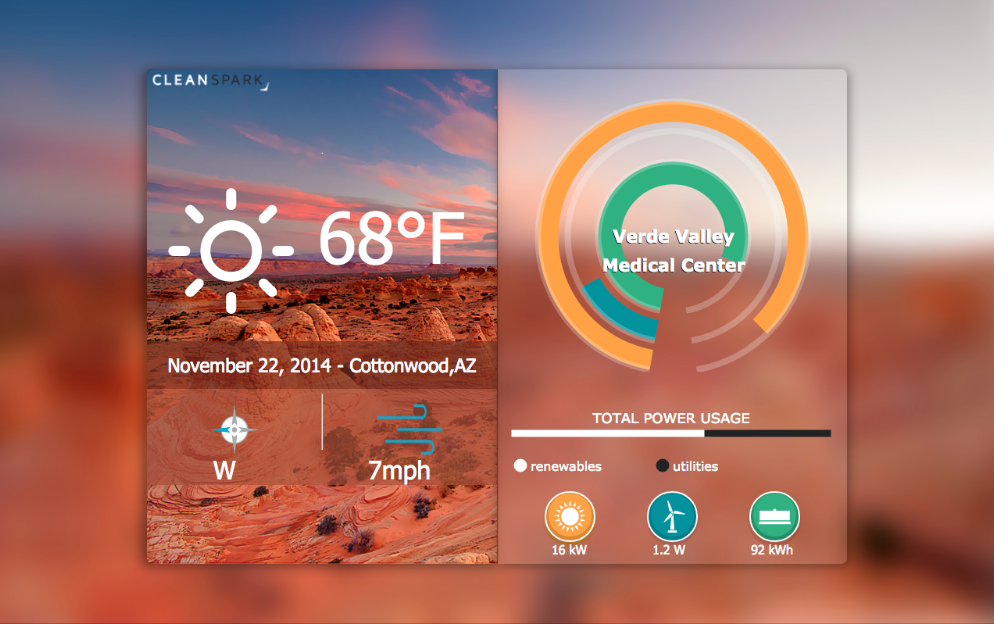 CLEANSPARK
68°F
November 22, 2014 - Cottonwood,AZ
W
7mph
Verde Valley
Medical Center
TOTAL POWER USAGE
renewables
utilities
16 kW
1.2 W
92 kWh